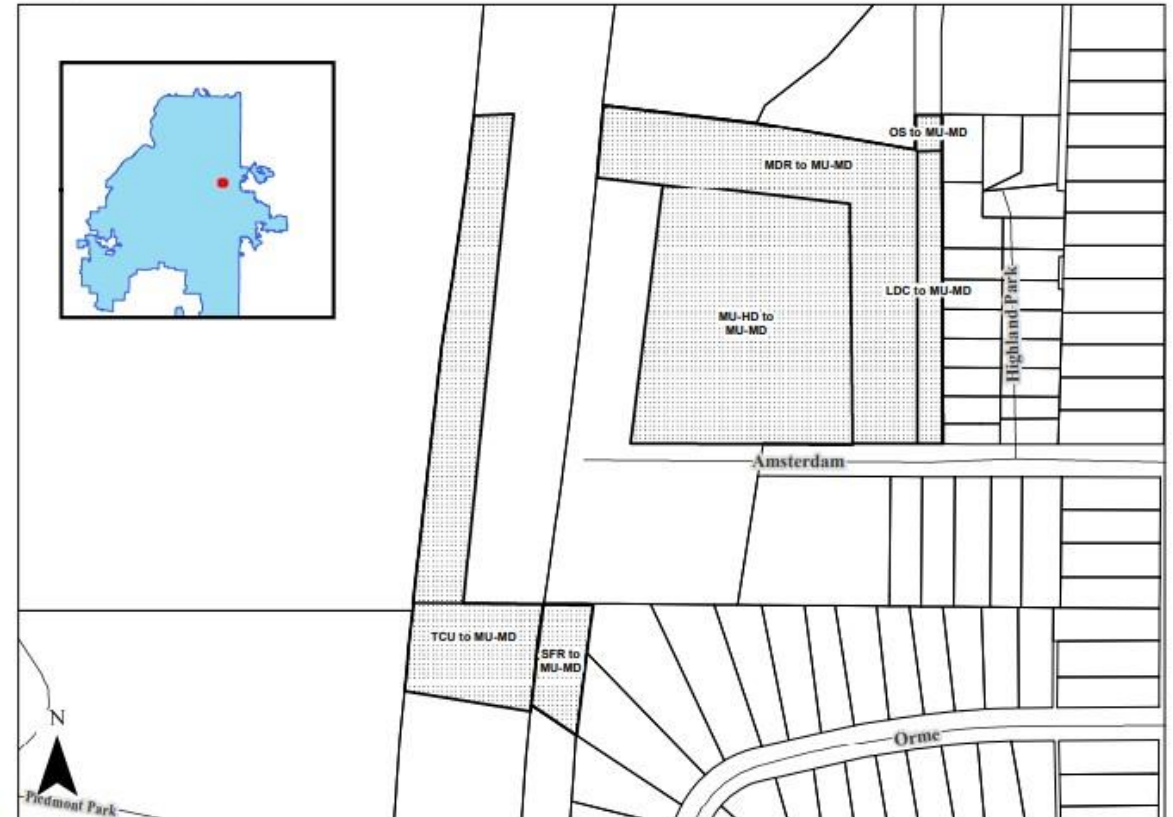 OS to MU-MD
MDR to MU-MD
LDC to MU-MD
MU-HD to
MU-MD
Highland Park
Amsterdam
TCU to MU-MD
SFR to
MU-MD
Orme
N
Piedmont Park